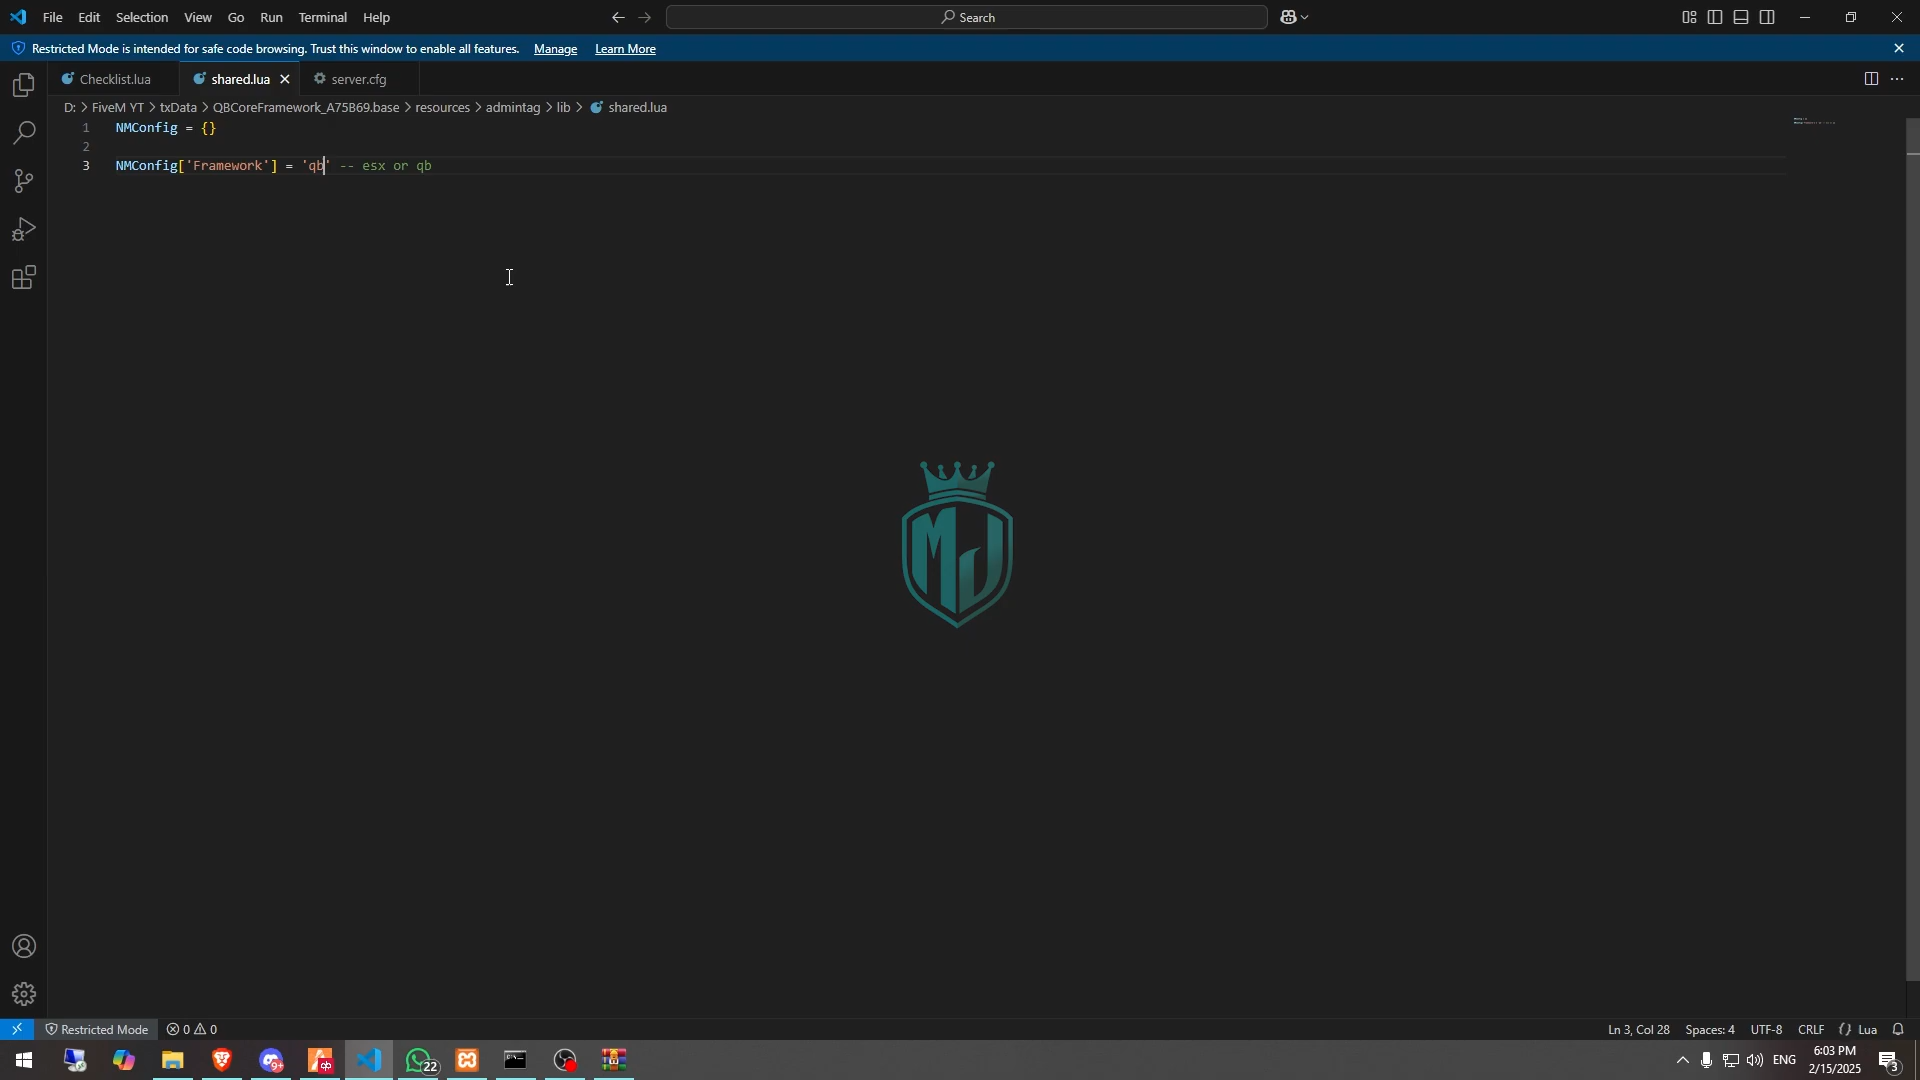 File Edit Selection View Go Run Terminal Help
Search
Restricted Mode is intended for safe code browsing. Trust this window to enable all features. Manage Learn More
Checklist.lua shared.lua server.cfg
D: > FiveM YT > txData > QBCoreFramework_A75B69.base > resources > admintag > lib > shared.lua
1 NMConfig = {}
2
3 NMConfig['Framework'] = 'qb' -- esx or qb
MJ
Restricted Mode 0 0 Ln 3, Col 28 Spaces: 4 UTF-8 CRLF {} Lua
9+ 22 ENG 6:03 PM 3
2/15/2025